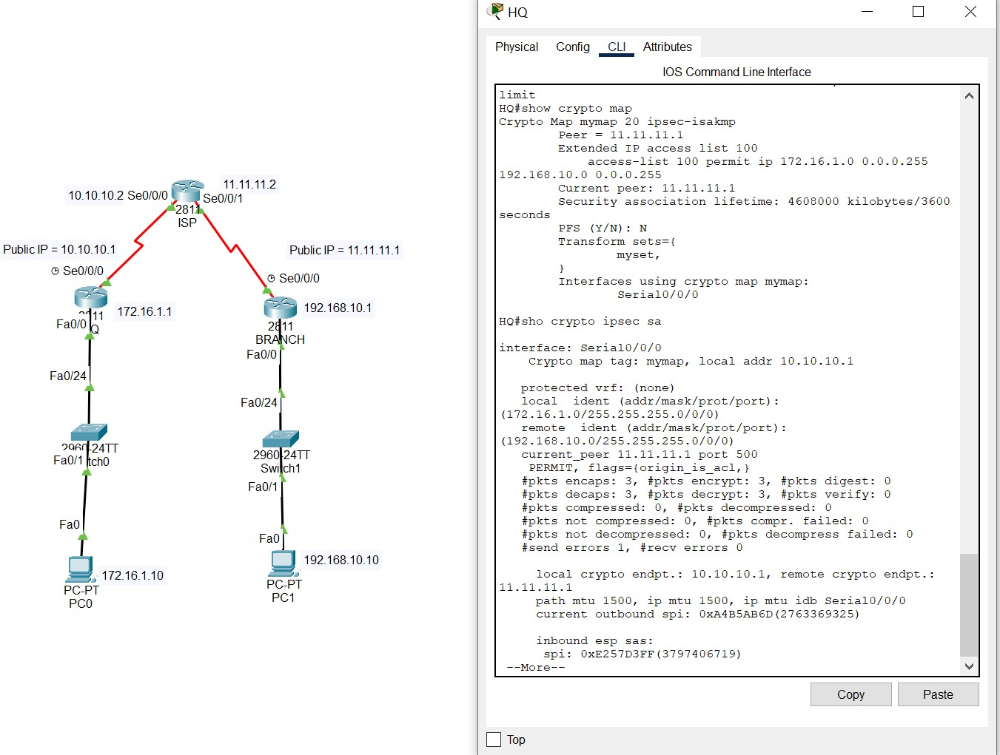 HQ
Physical Config CLI Attributes
IOS Command Line Interface
limit
HQ#show crypto map
Crypto Map mymap 20 ipsec-isakmp
Peer = 11.11.11.1
Extended IP access list 100
access-list 100 permit ip 172.16.1.0 0.0.0.255
192.168.10.0 0.0.0.255
Current peer: 11.11.11.1
Security association lifetime: 4608000 kilobytes/3600
seconds
PFS (Y/N): N
Transform sets={
myset,
}
Interfaces using crypto map mymap:
Serial0/0/0
HQ#sho crypto ipsec sa
interface: Serial0/0/0
Crypto map tag: mymap, local addr 10.10.10.1
protected vrf: (none)
local ident (addr/mask/prot/port):
(172.16.1.0/255.255.255.0/0/0)
remote ident (addr/mask/prot/port):
(192.168.10.0/255.255.255.0/0/0)
current_peer 11.11.11.1 port 500
PERMIT, flags={origin_is_acl,}
#pkts encaps: 3, #pkts encrypt: 3, #pkts digest: 0
#pkts decaps: 3, #pkts decrypt: 3, #pkts verify: 0
#pkts compressed: 0, #pkts decompressed: 0
#pkts not compressed: 0, #pkts compr. failed: 0
#pkts not decompressed: 0, #pkts decompress failed: 0
#send errors 1, #recv errors 0
local crypto endpt.: 10.10.10.1, remote crypto endpt.:
11.11.11.1
path mtu 1500, ip mtu 1500, ip mtu idb Serial0/0/0
current outbound spi: 0xA4B5AB6D(2763369325)
inbound esp sas:
spi: 0xE257D3FF(3797406719)
--More--
Copy Paste
Top
11.11.11.2
10.10.10.2 Se0/0/0
Se0/0/1
2811
ISP
Public IP = 10.10.10.1
Public IP = 11.11.11.1
Se0/0/0
Se0/0/0
172.16.1.1
192.168.10.1
Fa0/0
2811
BRANCH
Fa0/0
Fa0/24
Fa0/24
2960-24TT
Fa0/1
2960-24TT
Switch1
Fa0/1
Fa0
Fa0
172.16.1.10
192.168.10.10
PC-PT
PC0
PC-PT
PC1